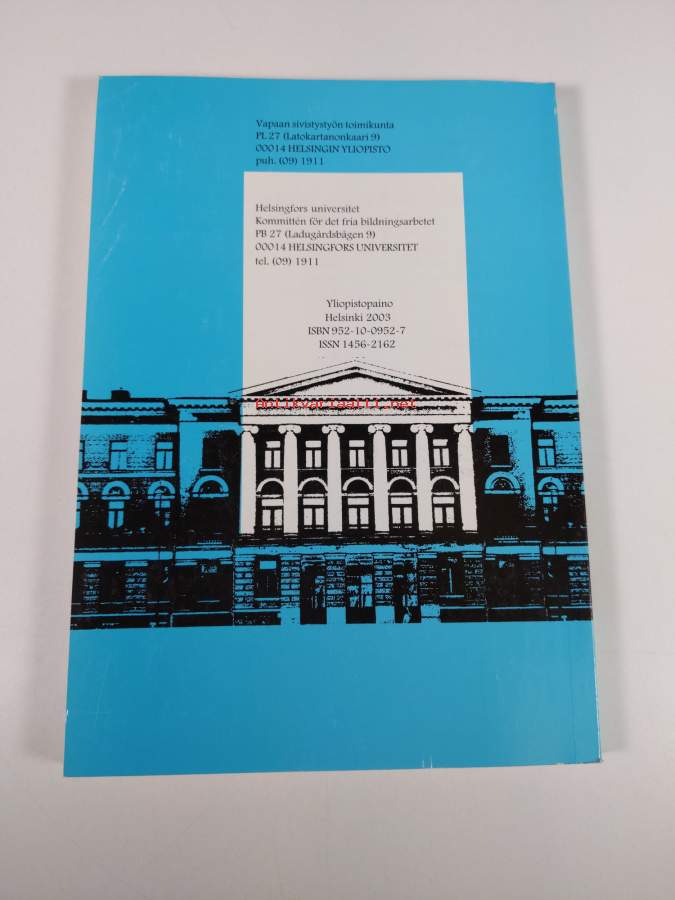 Vapaan sivistystyön toimikunta
PL 27 (Latokartanonkaari 9)
00014 HELSINGIN YLIOPISTO
puh. (09) 1911
Helsingfors universitet
Kommittén för det fria bildningsarbetet
PB 27 (Ladugårdsbågen 9)
00014 HELSINGFORS UNIVERSITET
tel. (09) 1911
Yliopistopaino
Helsinki 2003
ISBN 952-10-0952-7
ISSN 1456-2162
antikvariaatti.net